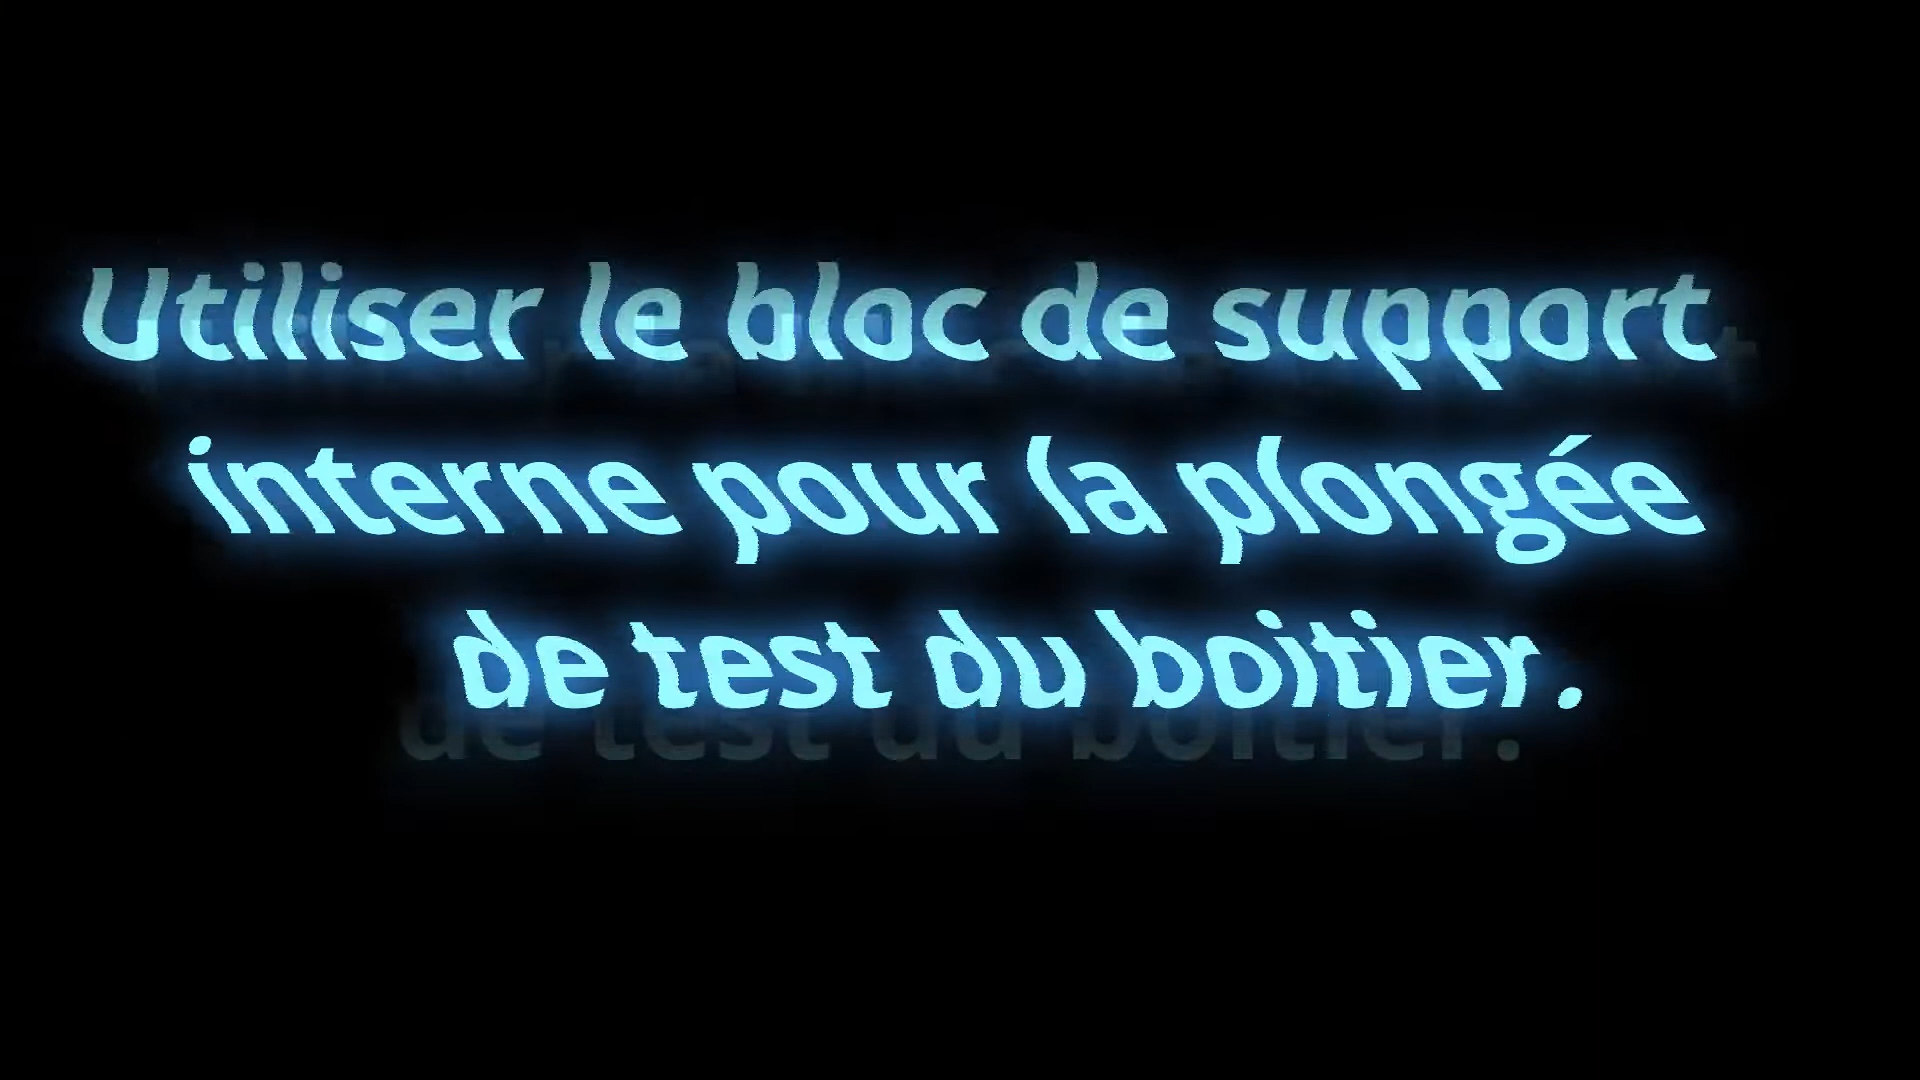 Utiliser le bloc de support
interne pour la plongée
de test du boitier.